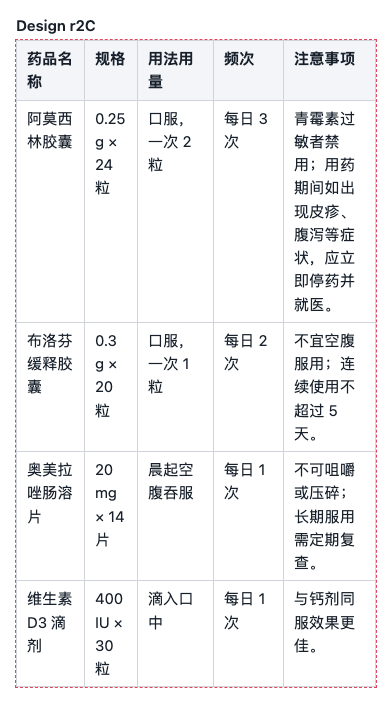 Design r2C
药品名
称
规格
用法用
量
频次
注意事项
阿莫西
林胶囊
0.25
g ×
24
粒
口服，
一次 2
粒
每日 3
次
青霉素过
敏者禁
用；用药
期间如出
现皮疹、
腹泻等症
状，应立
即停药并
就医。
布洛芬
缓释胶
囊
0.3
g ×
20
粒
口服，
一次 1
粒
每日 2
次
不宜空腹
服用；连
续使用不
超过 5
天。
奥美拉
唑肠溶
片
20
mg
× 14
片
晨起空
腹吞服
每日 1
次
不可咀嚼
或压碎；
长期服用
需定期复
查。
维生素
D3 滴
剂
400
IU ×
30
粒
滴入口
中
每日 1
次
与钙剂同
服效果更
佳。